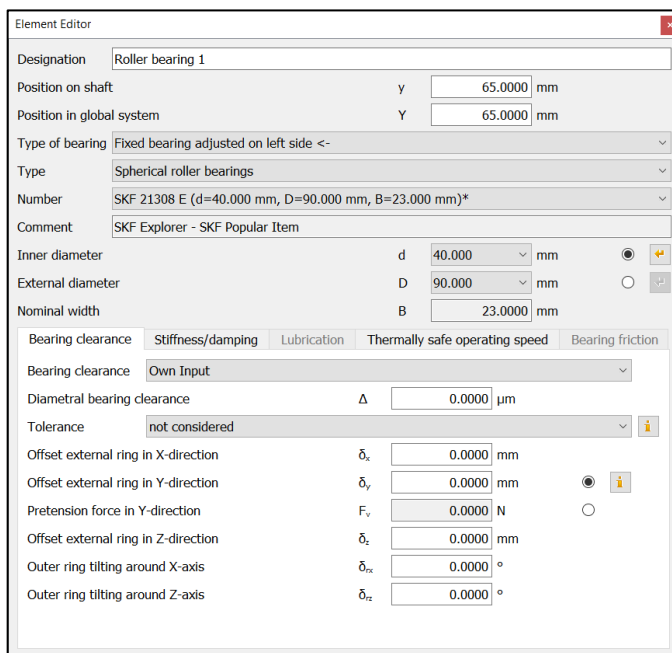 Element Editor
Designation Roller bearing 1
Position on shaft y 65.0000 mm
Position in global system Y 65.0000 mm
Type of bearing Fixed bearing adjusted on left side <-
Type Spherical roller bearings
Number SKF 21308 E (d=40.000 mm, D=90.000 mm, B=23.000 mm)*
Comment SKF Explorer - SKF Popular Item
Inner diameter d 40.000 mm
External diameter D 90.000 mm
Nominal width B 23.0000 mm
Bearing clearance Stiffness/damping Lubrication Thermally safe operating speed Bearing friction
Bearing clearance Own Input
Diametral bearing clearance Δ 0.0000 µm
Tolerance not considered
Offset external ring in X-direction δx 0.0000 mm
Offset external ring in Y-direction δy 0.0000 mm
Pretension force in Y-direction Fv 0.0000 N
Offset external ring in Z-direction δz 0.0000 mm
Outer ring tilting around X-axis δrx 0.0000 °
Outer ring tilting around Z-axis δrz 0.0000 °